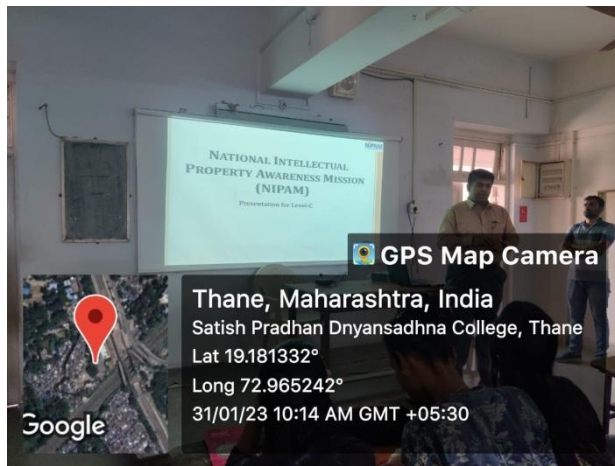 NIPAM
NATIONAL INTELLECTUAL
PROPERTY AWARENESS MISSION
(NIPAM)
Presentation for Level-C
GPS Map Camera
Thane, Maharashtra, India
Satish Pradhan Dnyansadhna College, Thane
Lat 19.181332°
Long 72.965242°
31/01/23 10:14 AM GMT +05:30
Google